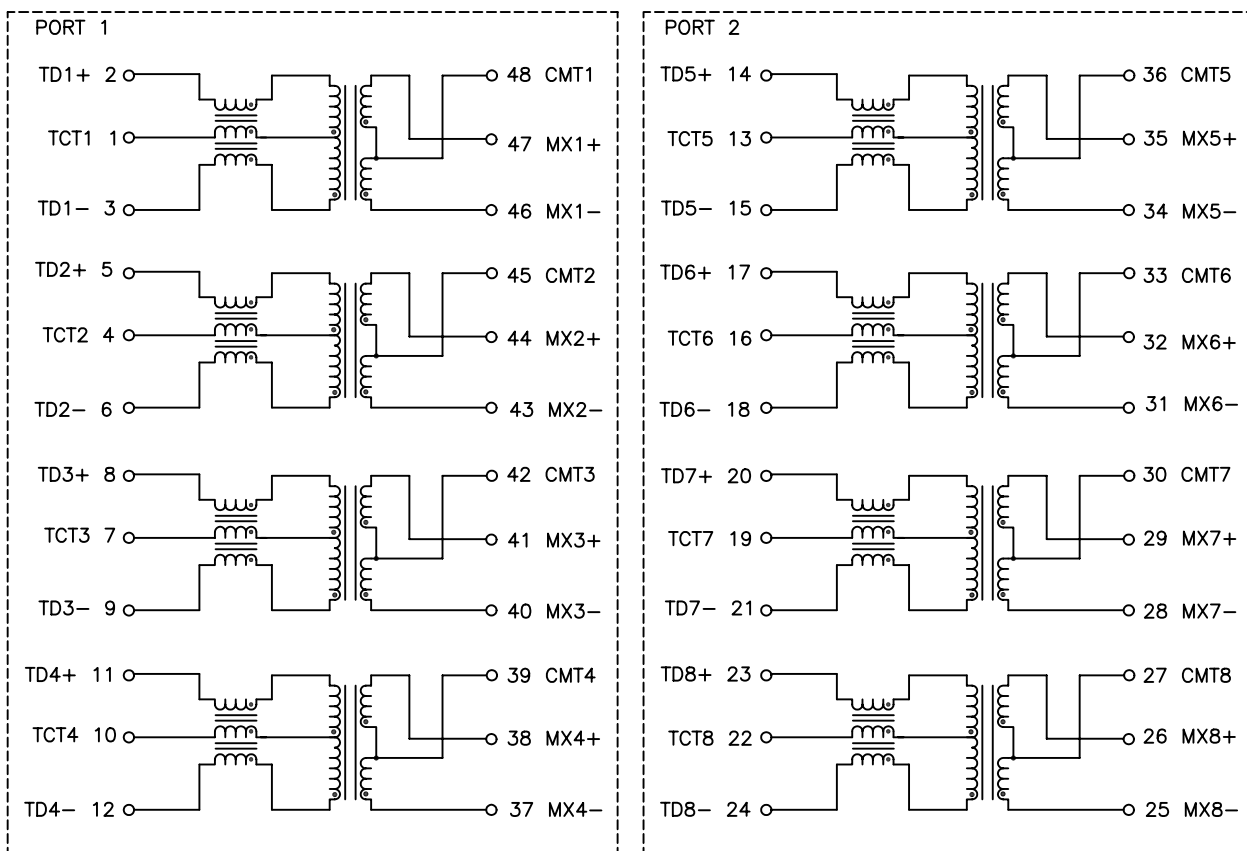 PORT 1
TD1+ 2
48 CMT1
TCT1 1
47 MX1+
TD1- 3
46 MX1-
TD2+ 5
45 CMT2
TCT2 4
44 MX2+
TD2- 6
43 MX2-
TD3+ 8
42 CMT3
TCT3 7
41 MX3+
TD3- 9
40 MX3-
TD4+ 11
39 CMT4
TCT4 10
38 MX4+
TD4- 12
37 MX4-
PORT 2
TD5+ 14
36 CMT5
TCT5 13
35 MX5+
TD5- 15
34 MX5-
TD6+ 17
33 CMT6
TCT6 16
32 MX6+
TD6- 18
31 MX6-
TD7+ 20
30 CMT7
TCT7 19
29 MX7+
TD7- 21
28 MX7-
TD8+ 23
27 CMT8
TCT8 22
26 MX8+
TD8- 24
25 MX8-